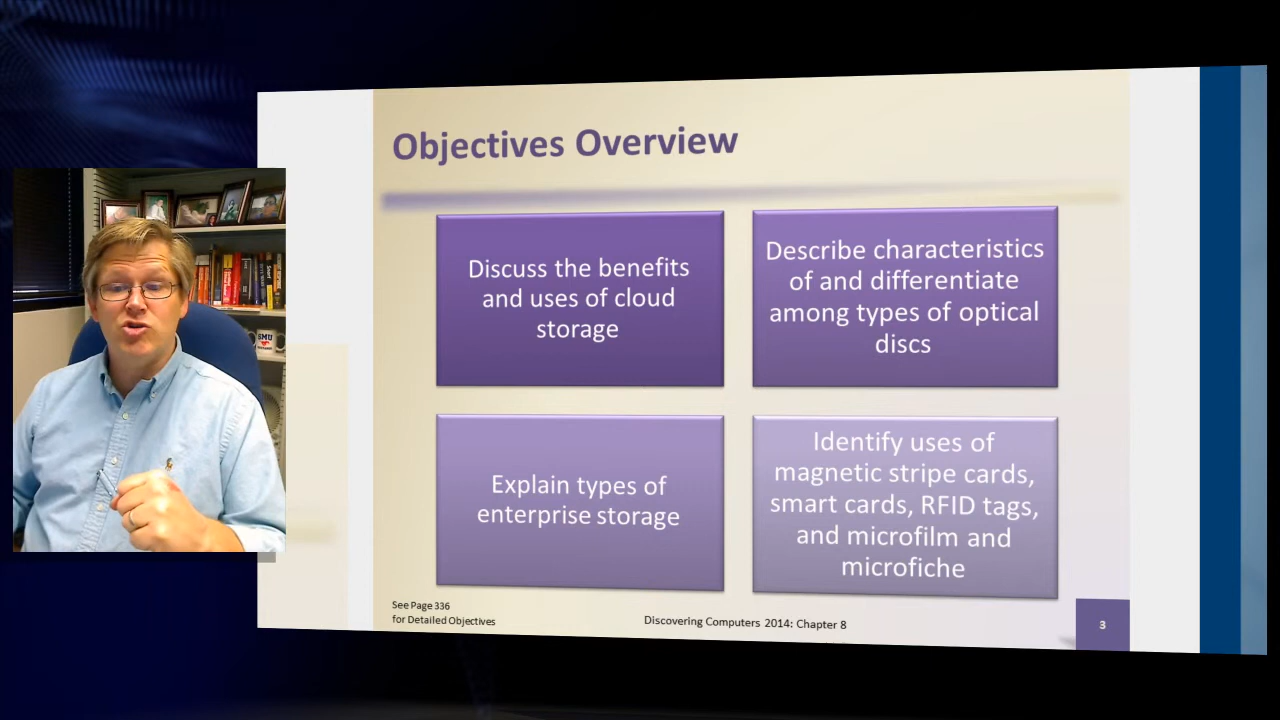 Objectives Overview
Discuss the benefits
and uses of cloud
storage
Describe characteristics
of and differentiate
among types of optical
discs
Explain types of
enterprise storage
Identify uses of
magnetic stripe cards,
smart cards, RFID tags,
and microfilm and
microfiche
See Page 336
for Detailed Objectives
Discovering Computers 2014: Chapter 8
3
SMU